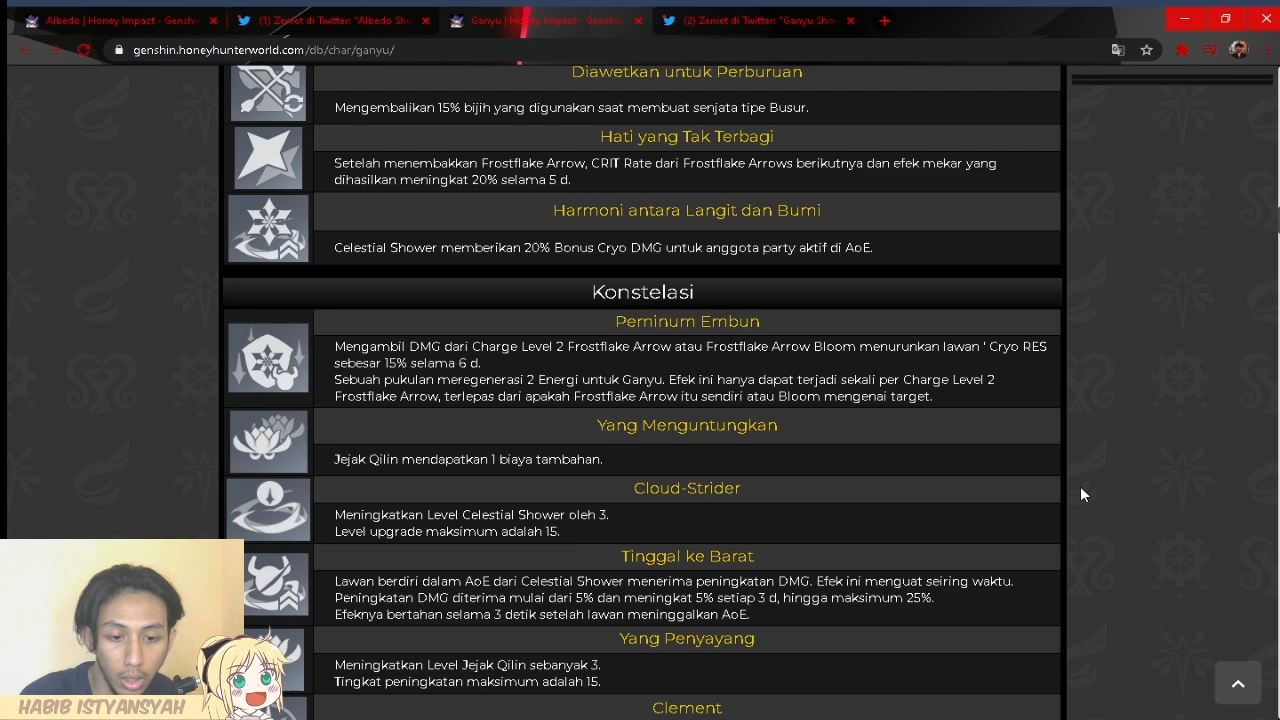 Albedo | Honey Impact - Genshin
(1) Zeniet di Twitter: "Albedo Sho
Ganyu | Honey Impact - Genshin
(2) Zeniet di Twitter: "Ganyu Sho
genshin.honeyhunterworld.com/db/char/ganyu/
Diawetkan untuk Perburuan
Mengembalikan 15% bijih yang digunakan saat membuat senjata tipe Busur.
Hati yang Tak Terbagi
Setelah menembakkan Frostflake Arrow, CRIT Rate dari Frostflake Arrows berikutnya dan efek mekar yang
dihasilkan meningkat 20% selama 5 d.
Harmoni antara Langit dan Bumi
Celestial Shower memberikan 20% Bonus Cryo DMG untuk anggota party aktif di AoE.
Konstelasi
Peminum Embun
Mengambil DMG dari Charge Level 2 Frostflake Arrow atau Frostflake Arrow Bloom menurunkan lawan ' Cryo RES
sebesar 15% selama 6 d.
Sebuah pukulan meregenerasi 2 Energi untuk Ganyu. Efek ini hanya dapat terjadi sekali per Charge Level 2
Frostflake Arrow, terlepas dari apakah Frostflake Arrow itu sendiri atau Bloom mengenai target.
Yang Menguntungkan
Jejak Qilin mendapatkan 1 biaya tambahan.
Cloud-Strider
Meningkatkan Level Celestial Shower oleh 3.
Level upgrade maksimum adalah 15.
Tinggal ke Barat
Lawan berdiri dalam AoE dari Celestial Shower menerima peningkatan DMG. Efek ini menguat seiring waktu.
Peningkatan DMG diterima mulai dari 5% dan meningkat 5% setiap 3 d, hingga maksimum 25%.
Efeknya bertahan selama 3 detik setelah lawan meninggalkan AoE.
Yang Penyayang
Meningkatkan Level Jejak Qilin sebanyak 3.
Tingkat peningkatan maksimum adalah 15.
Clement
HABIB ISTYANSYAH